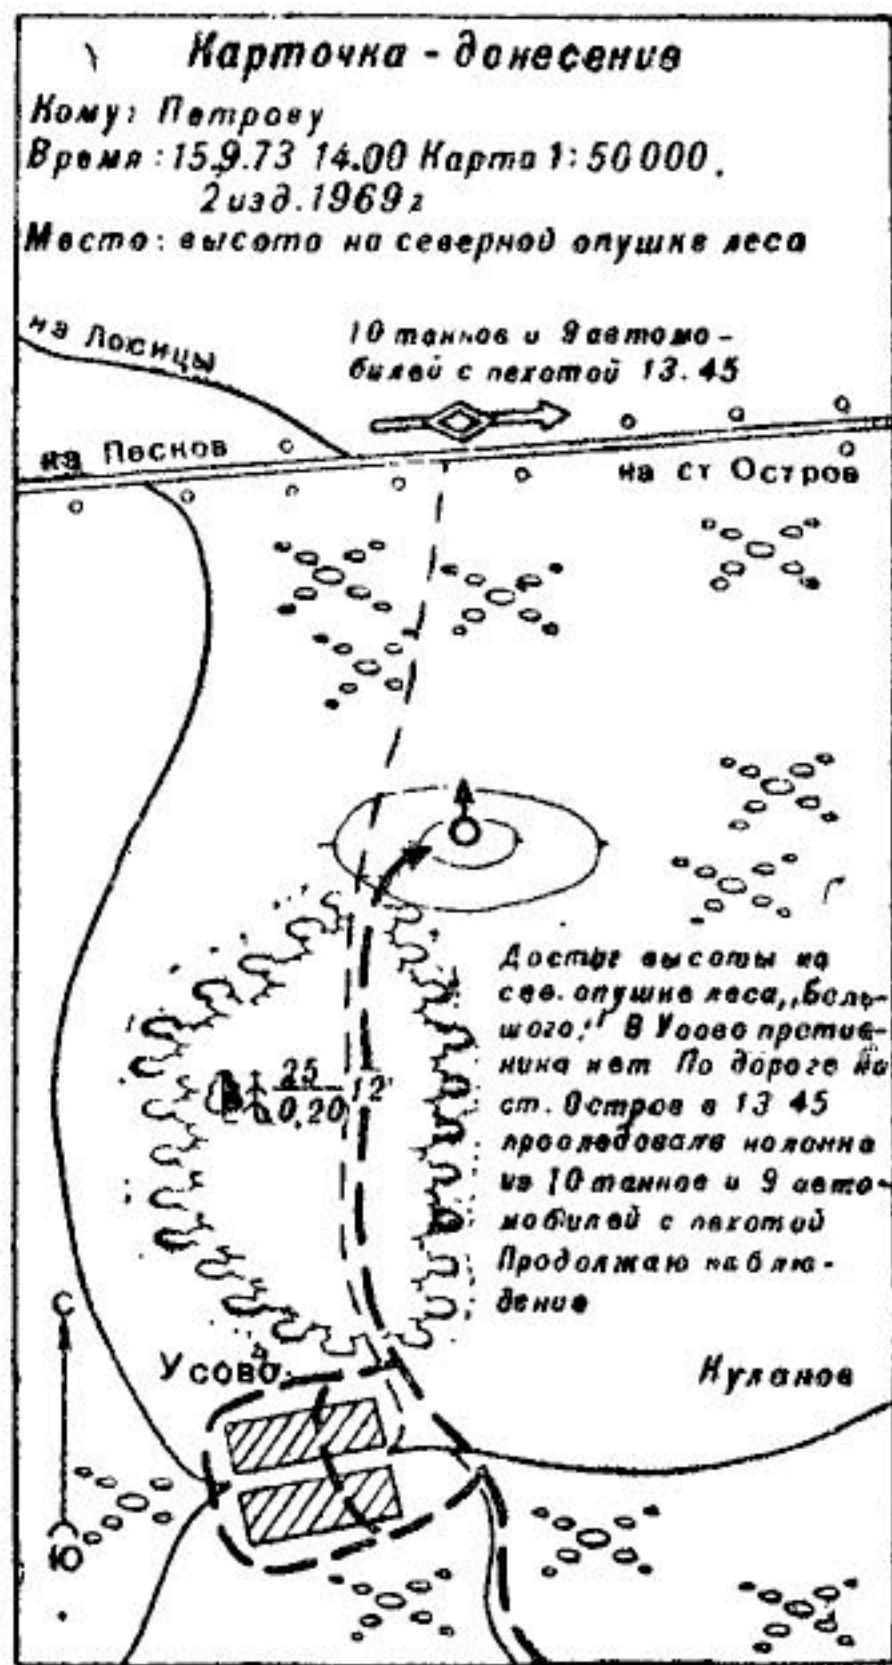 Карточка - донесение
Кому: Петрову
Время: 15.9.73 14.00 Карта 1:50 000,
2 изд. 1969 г
Место: высота на северной опушке леса
на Лосицы
10 танков и 9 автомо-
билей с пехотой 13.45
на Песков
на ст Остров
Достиг высоты на
сев. опушке леса „Боль-
шого." В Усово против-
ника нет По дороге на
ст. Остров в 13 45
проследовала колонна
из 10 танков и 9 авто-
мобилей с пехотой
Продолжаю наблю-
дение
25
0,20
12
С
Усово
Куланов
Ю